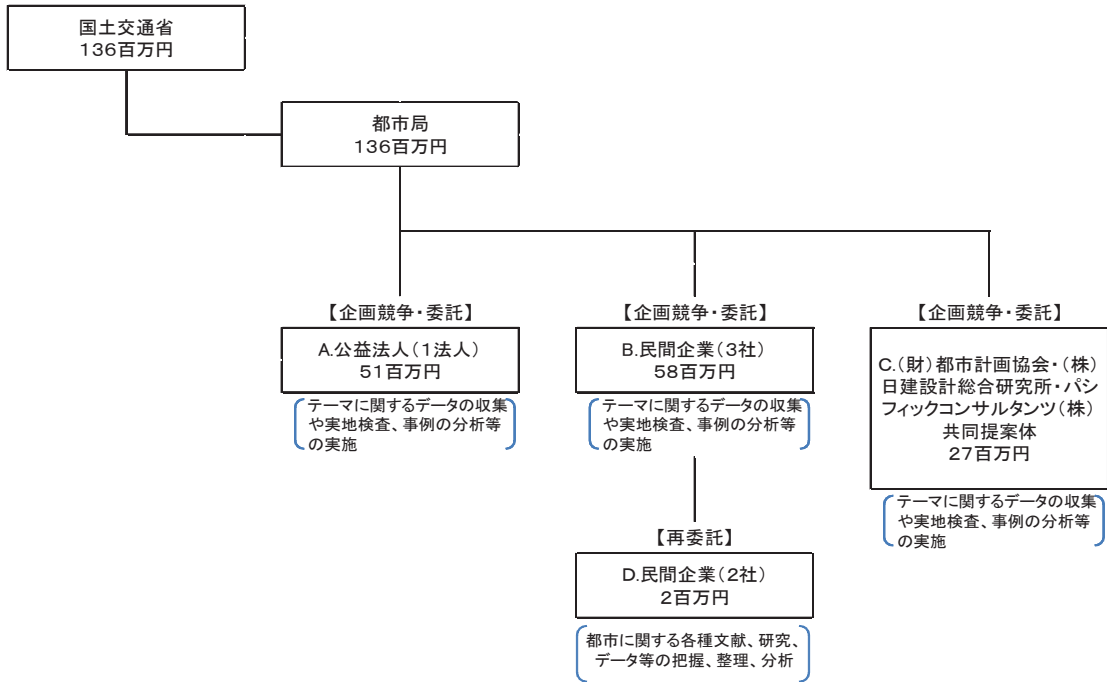 国土交通省
136百万円
都市局
136百万円
【企画競争・委託】
A.公益法人(1法人)
51百万円
テーマに関するデータの収集
や実地検査、事例の分析等
の実施
【企画競争・委託】
B.民間企業(3社)
58百万円
テーマに関するデータの収集
や実地検査、事例の分析等
の実施
【再委託】
D.民間企業(2社)
2百万円
都市に関する各種文献、研究、
データ等の把握、整理、分析
【企画競争・委託】
C.(財)都市計画協会・(株)
日建設計総合研究所・パシ
フィックコンサルタンツ(株)
共同提案体
27百万円
テーマに関するデータの収集
や実地検査、事例の分析等
の実施